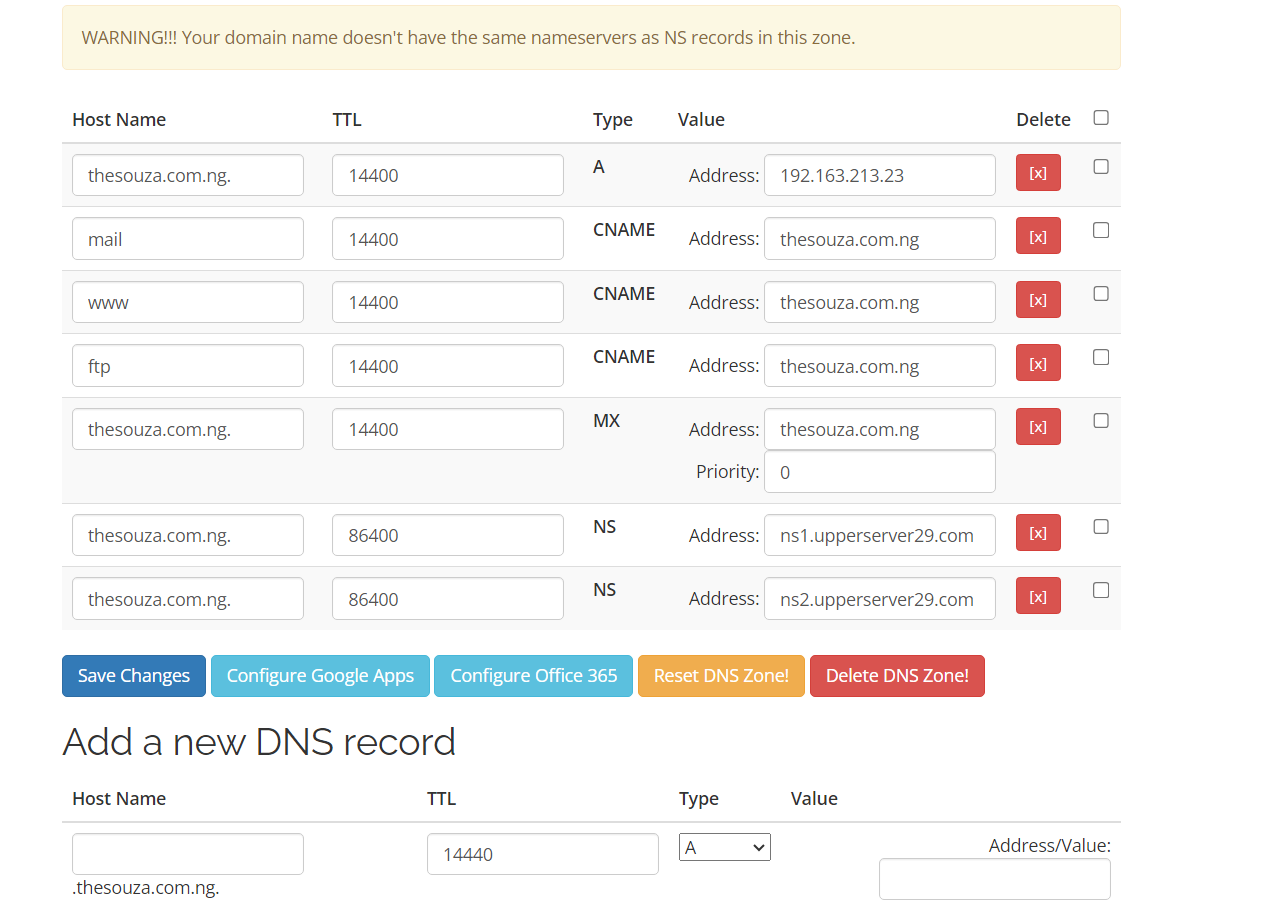 WARNING!!! Your domain name doesn't have the same nameservers as NS records in this zone.
Host Name TTL Type Value Delete
thesouza.com.ng. 14400 A Address: 192.163.213.23 [x]
mail 14400 CNAME Address: thesouza.com.ng [x]
www 14400 CNAME Address: thesouza.com.ng [x]
ftp 14400 CNAME Address: thesouza.com.ng [x]
thesouza.com.ng. 14400 MX Address: thesouza.com.ng [x]
Priority: 0
thesouza.com.ng. 86400 NS Address: ns1.upperserver29.com [x]
thesouza.com.ng. 86400 NS Address: ns2.upperserver29.com [x]
Save Changes Configure Google Apps Configure Office 365 Reset DNS Zone! Delete DNS Zone!
Add a new DNS record
Host Name TTL Type Value
14440 A Address/Value:
.thesouza.com.ng.